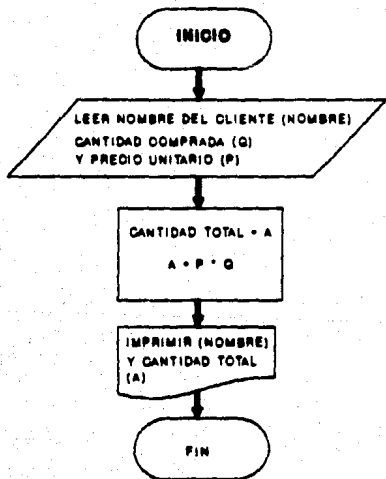 INICIO
LEER NOMBRE DEL CLIENTE (NOMBRE)
CANTIDAD COMPRADA (Q)
Y PRECIO UNITARIO (P)
CANTIDAD TOTAL = A
A = P * Q
IMPRIMIR (NOMBRE)
Y CANTIDAD TOTAL
(A)
FIN